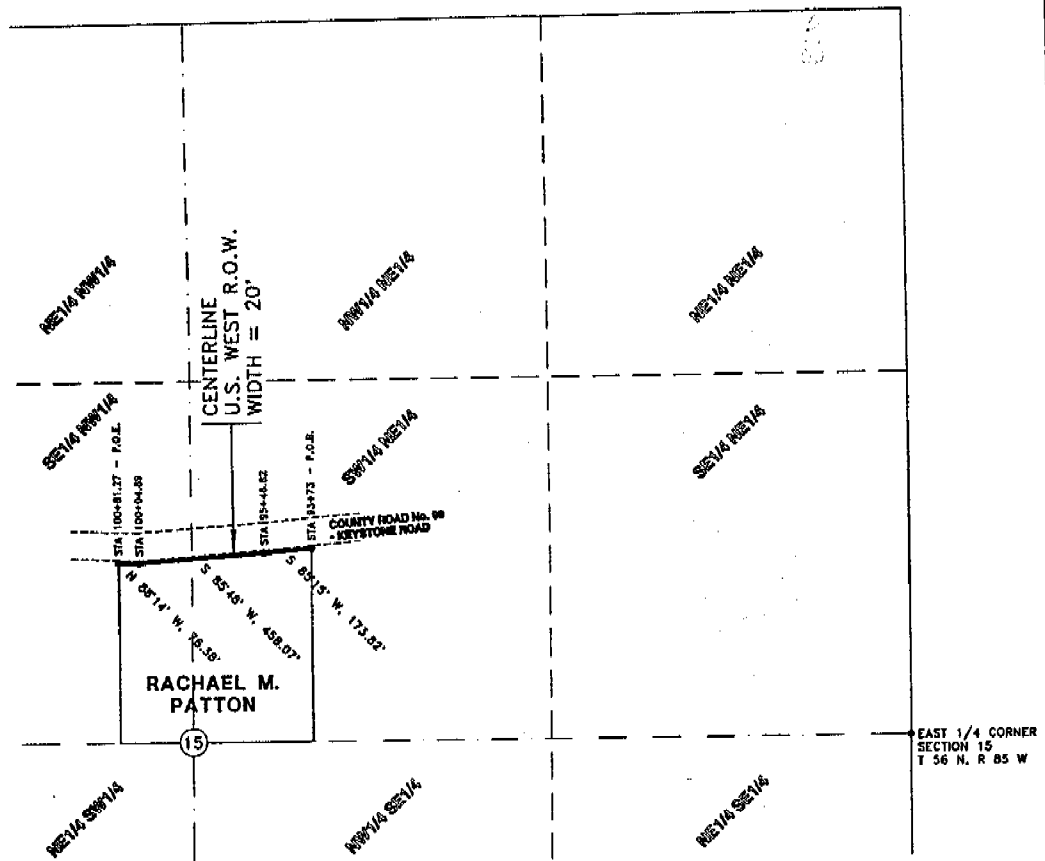 NE1/4 NW1/4
NW1/4 NE1/4
NE1/4 NE1/4
CENTERLINE
U.S. WEST R.O.W.
WIDTH = 20'
SE1/4 NW1/4
SW1/4 NE1/4
SE1/4 NE1/4
STA 100+81.27 - P.O.E.
STA 100+04.89
STA 95+46.82
STA 93+73 - P.O.B.
COUNTY ROAD No.
- KEYSTONE ROAD
N 88°14' W, 76.38'
S 85°48' W, 458.07'
S 85°15' W, 173.82'
RACHAEL M.
PATTON
15
EAST 1/4 CORNER
SECTION 15
T 56 N, R 85 W
NE1/4 SW1/4
NW1/4 SE1/4
NE1/4 SE1/4